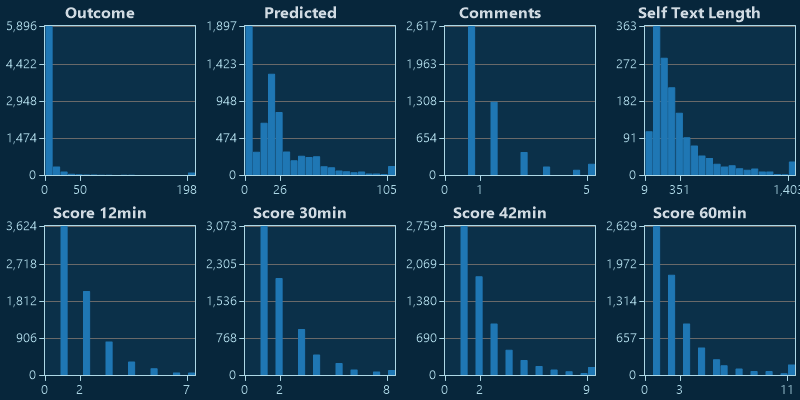 Outcome
5,896
4,422
2,948
1,474
0
0 50 198
Predicted
1,897
1,423
948
474
0
0 26 105
Comments
2,617
1,963
1,308
654
0
0 1 5
Self Text Length
363
272
182
91
0
9 351 1,403
Score 12min
3,624
2,718
1,812
906
0
0 2 7
Score 30min
3,073
2,305
1,536
768
0
0 2 8
Score 42min
2,759
2,069
1,380
690
0
0 2 9
Score 60min
2,629
1,972
1,314
657
0
0 3 11